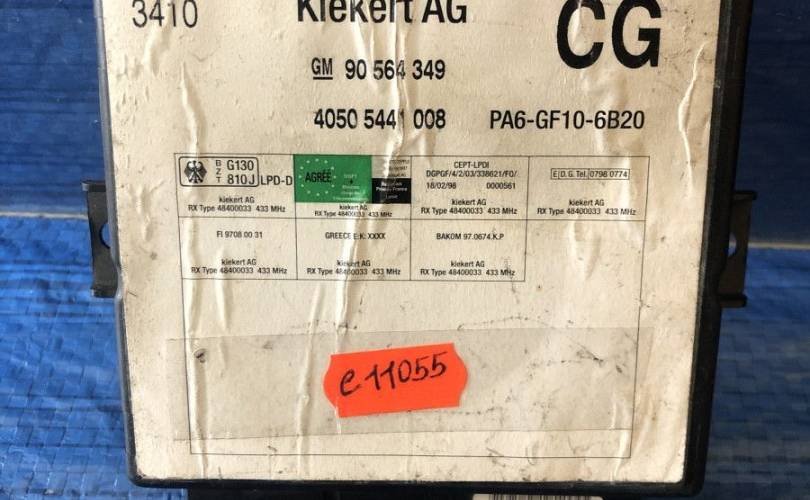 3410
Kiekert AG
CG
GM 90 564 349
4050 5441 008 PA6-GF10-6B20
BZT G130 810J LPD-D
kiekert AG
RX Type 48400033 433 MHz
AGRÉÉ
kiekert AG
RX Type 48400033 433 MHz
CEPT-LPDI
DGPGF/4/2/03/338621/FO/
18/02/98 0000561
kiekert AG
RX Type 48400033 433 MHz
E D.G.Tel. 0798 0774
kiekert AG
RX Type 48400033 433 MHz
FI 9708 00 31
kiekert AG
RX Type 48400033 433 MHz
GREECE E:K: XXXX
kiekert AG
RX Type 48400033 433 MHz
BAKOM 97.0674.K.P
kiekert AG
RX Type 48400033 433 MHz
e11055